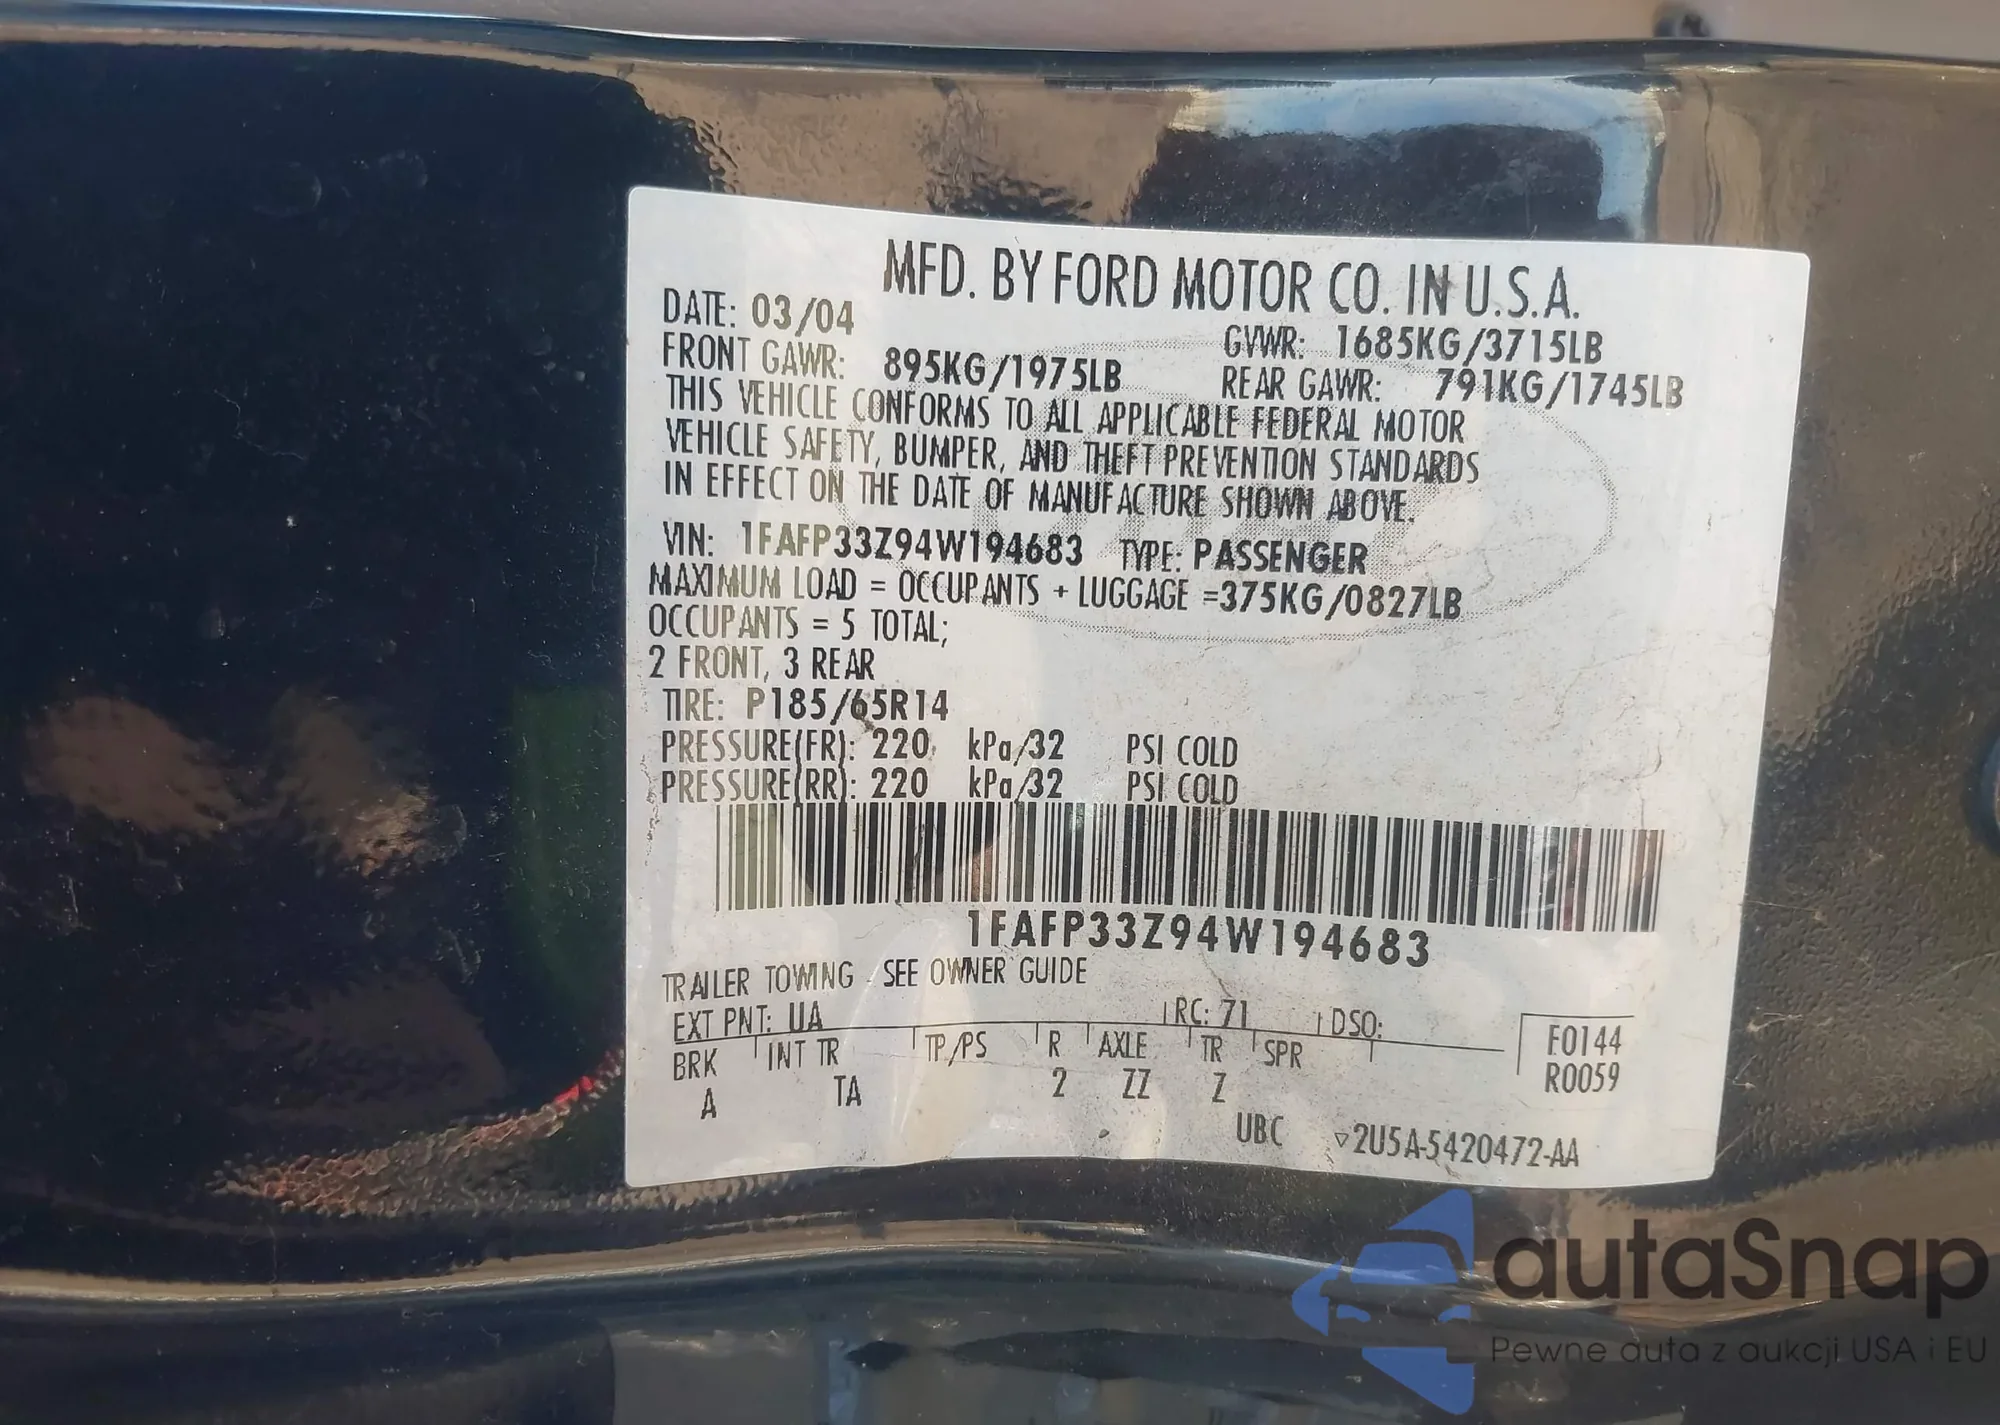 MFD. BY FORD MOTOR CO. IN U.S.A.
DATE: 03/04 GVWR: 1685KG/3715LB
FRONT GAWR: 895KG/1975LB REAR GAWR: 791KG/1745LB
THIS VEHICLE CONFORMS TO ALL APPLICABLE FEDERAL MOTOR
VEHICLE SAFETY, BUMPER, AND THEFT PREVENTION STANDARDS
IN EFFECT ON THE DATE OF MANUFACTURE SHOWN ABOVE.
VIN: 1FAFP33Z94W194683 TYPE: PASSENGER
MAXIMUM LOAD = OCCUPANTS + LUGGAGE =375KG/0827LB
OCCUPANTS = 5 TOTAL;
2 FRONT, 3 REAR
TIRE: P185/65R14
PRESSURE(FR): 220 kPa/32 PSI COLD
PRESSURE(RR): 220 kPa/32 PSI COLD
1FAFP33Z94W194683
TRAILER TOWING - SEE OWNER GUIDE
EXT PNT: UA RC: 71 DSO:
BRK INT TR TP/PS R AXLE TR SPR
A TA 2 ZZ Z
F0144
R0059
UBC ▽2U5A-5420472-AA
autaSnap
Pewne auta z aukcji USA i EU